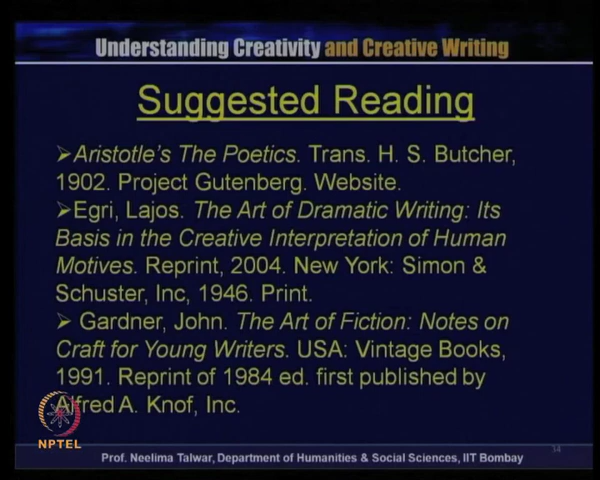 Understanding Creativity and Creative Writing
Suggested Reading
➢Aristotle's The Poetics. Trans. H. S. Butcher,
1902. Project Gutenberg. Website.
➢Egri, Lajos. The Art of Dramatic Writing: Its
Basis in the Creative Interpretation of Human
Motives. Reprint, 2004. New York: Simon &
Schuster, Inc, 1946. Print.
➢ Gardner, John. The Art of Fiction: Notes on
Craft for Young Writers. USA: Vintage Books,
1991. Reprint of 1984 ed. first published by
Alfred A. Knof, Inc.
NPTEL
Prof. Neelima Talwar, Department of Humanities & Social Sciences, IIT Bombay
14